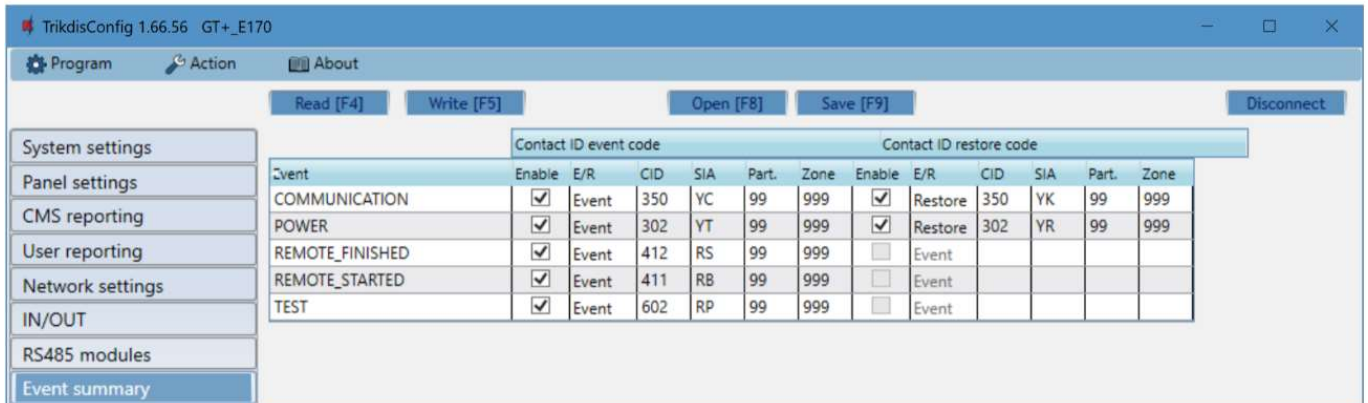 TrikdisConfig 1.66.56 GT+_E170
Program Action About
Read [F4] Write [F5] Open [F8] Save [F9] Disconnect
System settings
Panel settings
CMS reporting
User reporting
Network settings
IN/OUT
RS485 modules
Event summary
Contact ID event code Contact ID restore code
Event Enable E/R CID SIA Part. Zone Enable E/R CID SIA Part. Zone
COMMUNICATION Event 350 YC 99 999 Restore 350 YK 99 999
POWER Event 302 YT 99 999 Restore 302 YR 99 999
REMOTE_FINISHED Event 412 RS 99 999 Event
REMOTE_STARTED Event 411 RB 99 999 Event
TEST Event 602 RP 99 999 Event